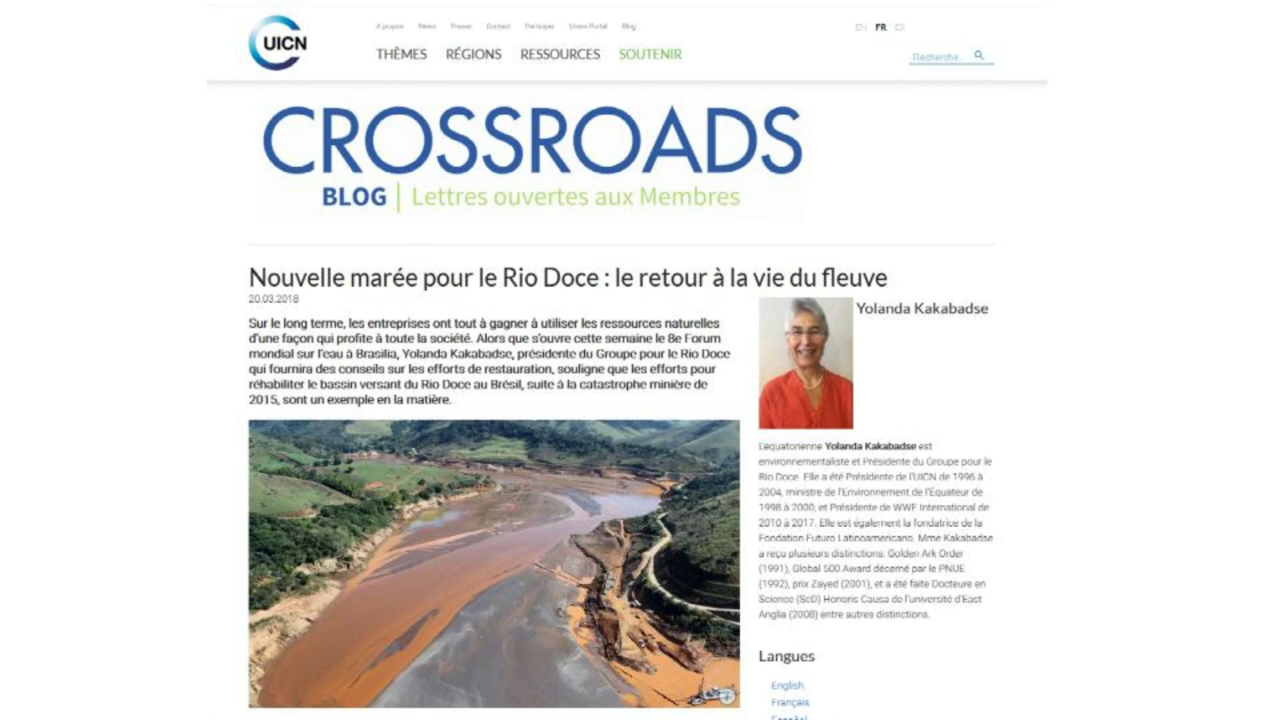 UICN
A propos News Presse Contact Participer Union Portal Blog
EN FR ES
THÈMES RÉGIONS RESSOURCES SOUTENIR
Recherche...
CROSSROADS
BLOG | Lettres ouvertes aux Membres
Nouvelle marée pour le Rio Doce : le retour à la vie du fleuve
20.03.2018
Sur le long terme, les entreprises ont tout à gagner à utiliser les ressources naturelles
d'une façon qui profite à toute la société. Alors que s'ouvre cette semaine le 8e Forum
mondial sur l'eau à Brasilia, Yolanda Kakabadse, présidente du Groupe pour le Rio Doce
qui fournira des conseils sur les efforts de restauration, souligne que les efforts pour
réhabiliter le bassin versant du Rio Doce au Brésil, suite à la catastrophe minière de
2015, sont un exemple en la matière.
Yolanda Kakabadse
L'équatorienne Yolanda Kakabadse est
environnementaliste et Présidente du Groupe pour le
Rio Doce. Elle a été Présidente de l'UICN de 1996 à
2004, ministre de l'Environnement de l'Équateur de
1998 à 2000, et Présidente de WWF International de
2010 à 2017. Elle est également la fondatrice de la
Fondation Futuro Latinoamericano. Mme Kakabadse
a reçu plusieurs distinctions: Golden Ark Order
(1991), Global 500 Award décerné par le PNUE
(1992), prix Zayed (2001), et a été faite Docteure en
Science (ScD) Honoris Causa de l'université d'East
Anglia (2008) entre autres distinctions.
Langues
English
Français
Español